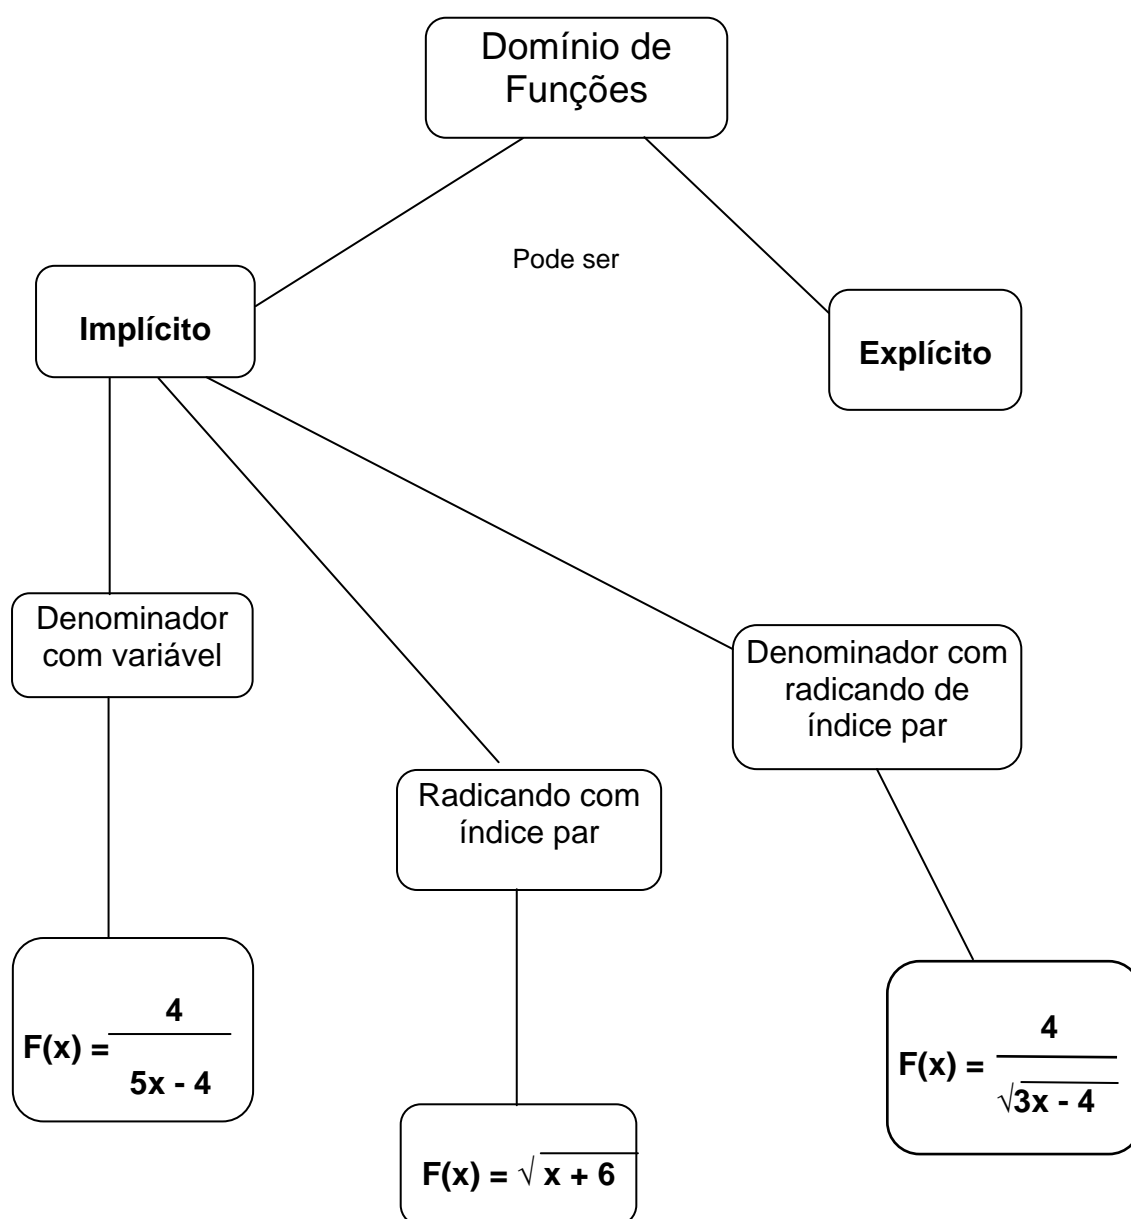 Domínio de
Funções
Pode ser
Implícito
Explícito
Denominador
com variável
Denominador com
radicando de
índice par
Radicando com
índice par
4
F(x) =
5x - 4
4
F(x) =
√3x - 4
F(x) = √ x + 6